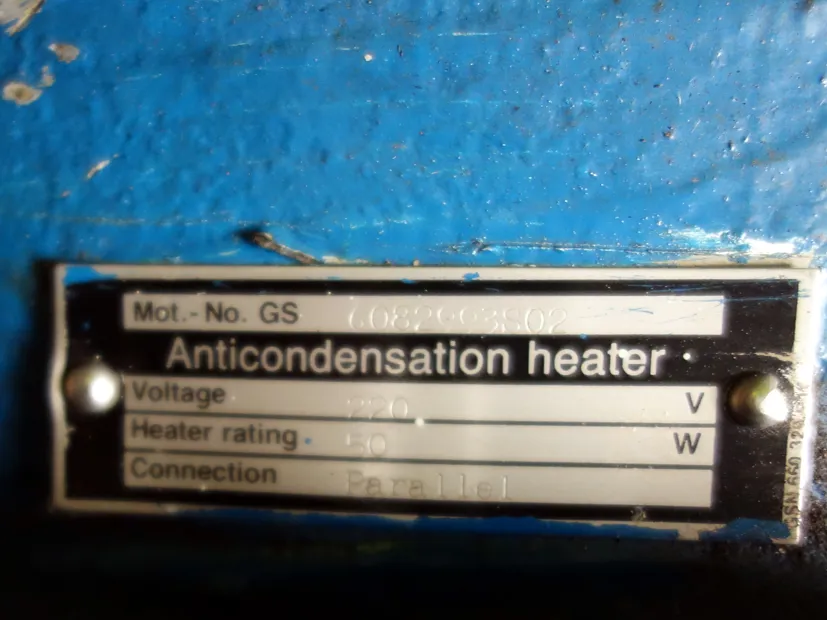 Mot.-No. GS
Anticondensation heater
Voltage 220 V
Heater rating 50 W
Connection Parallel